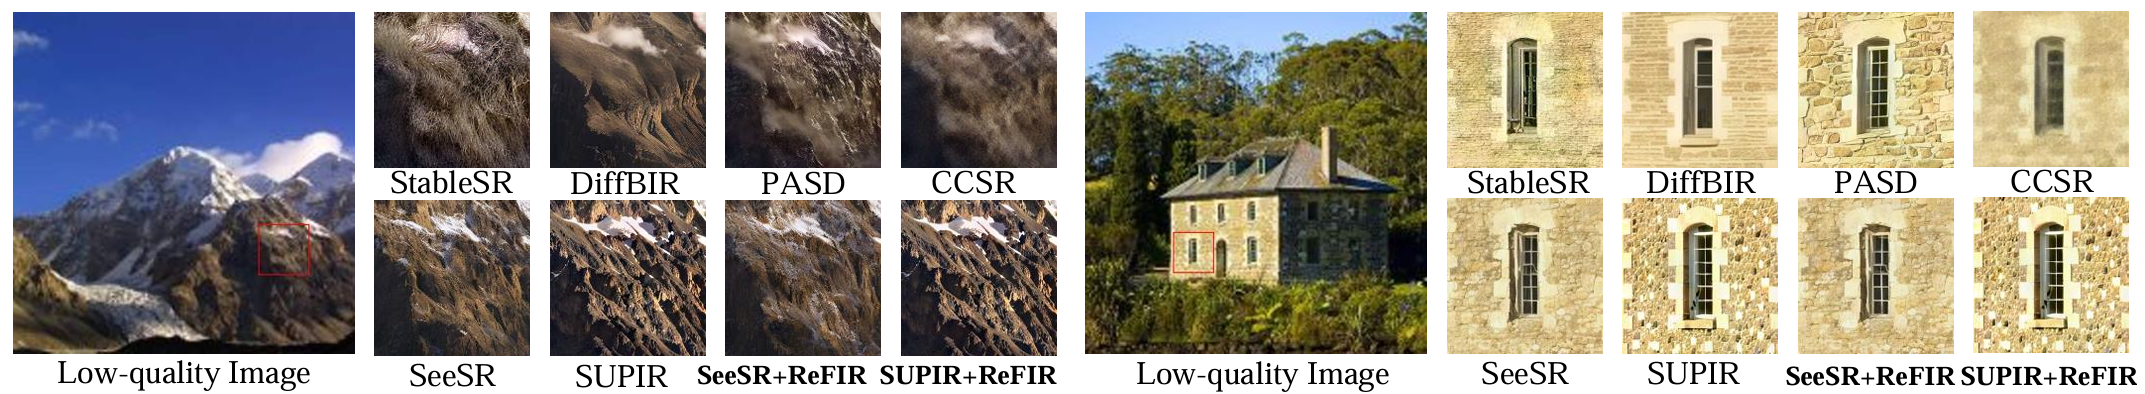 StableSR DiffBIR PASD CCSR
Low-quality Image SeeSR SUPIR SeeSR+ReFIR SUPIR+ReFIR
StableSR DiffBIR PASD CCSR
Low-quality Image SeeSR SUPIR SeeSR+ReFIR SUPIR+ReFIR